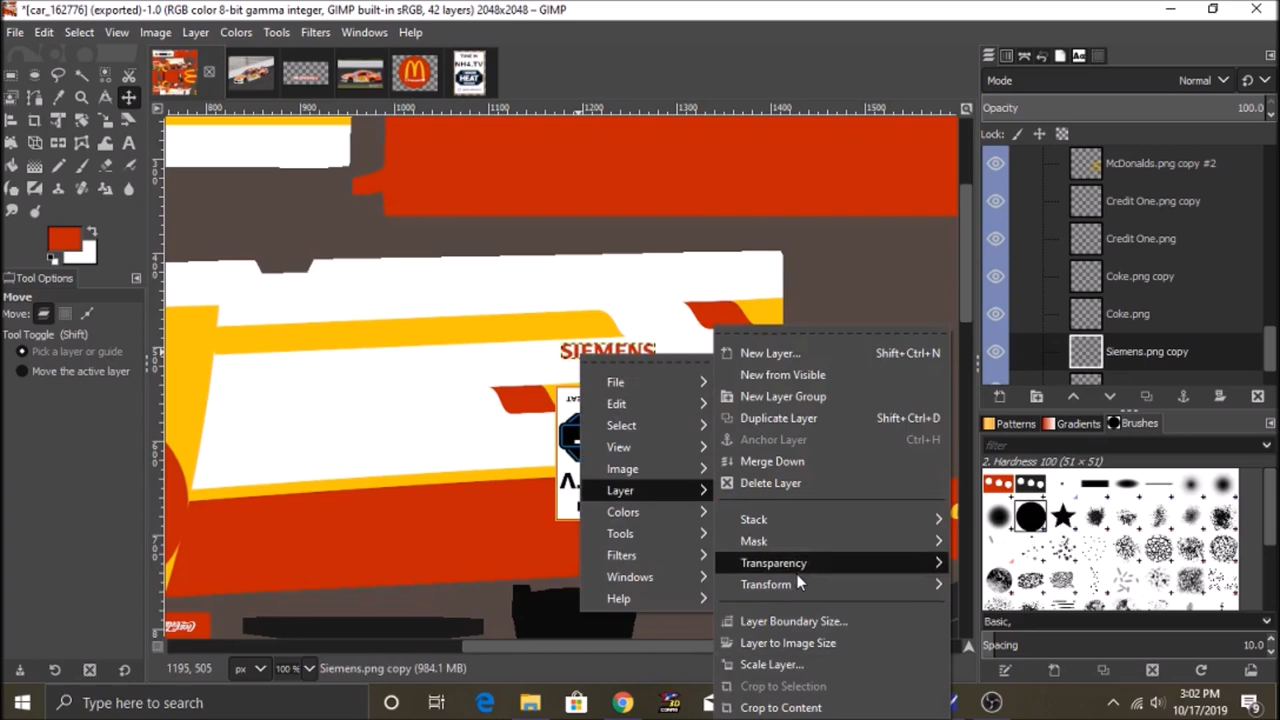 *[car_162776] (exported)-1.0 (RGB color 8-bit gamma integer, GIMP built-in sRGB, 42 layers) 2048x2048 – GIMP
File Edit Select View Image Layer Colors Tools Filters Windows Help
NH4.TV
HEAT
Mode Normal
Opacity 100.0
Lock:
800 900 1000 1100 1200 1300 1400 1500
McDonalds.png copy #2
Credit One.png copy
Credit One.png
Coke.png copy
Coke.png
Siemens.png copy
Tool Options
Move
Move:
Tool Toggle (Shift)
Pick a layer or guide
Move the active layer
SIEMENS
File
Edit
Select
View
Image
Layer
Colors
Tools
Filters
Windows
Help
New Layer... Shift+Ctrl+N
New from Visible
New Layer Group
Duplicate Layer Shift+Ctrl+D
Anchor Layer Ctrl+H
Merge Down
Delete Layer
Stack
Mask
Transparency
Transform
Layer Boundary Size...
Layer to Image Size
Scale Layer...
Crop to Selection
Crop to Content
Patterns Gradients Brushes
filter
2. Hardness 100 (51 × 51)
Basic,
Spacing 10.0
Coca-Cola
1195, 505 px 100 % Siemens.png copy (984.1 MB)
Type here to search
3:02 PM
10/17/2019
9